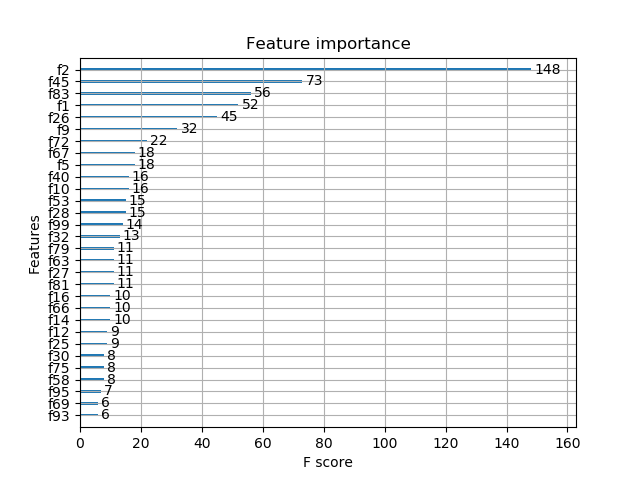 Feature importance
f2 148
f45 73
f83 56
f1 52
f26 45
f9 32
f72 22
f67 18
f5 18
f40 16
f10 16
f53 15
f28 15
f99 14
f32 13
f79 11
f63 11
f27 11
f81 11
f16 10
f66 10
f14 10
f12 9
f25 9
f30 8
f75 8
f58 8
f95 7
f69 6
f93 6
Features
0 20 40 60 80 100 120 140 160
F score